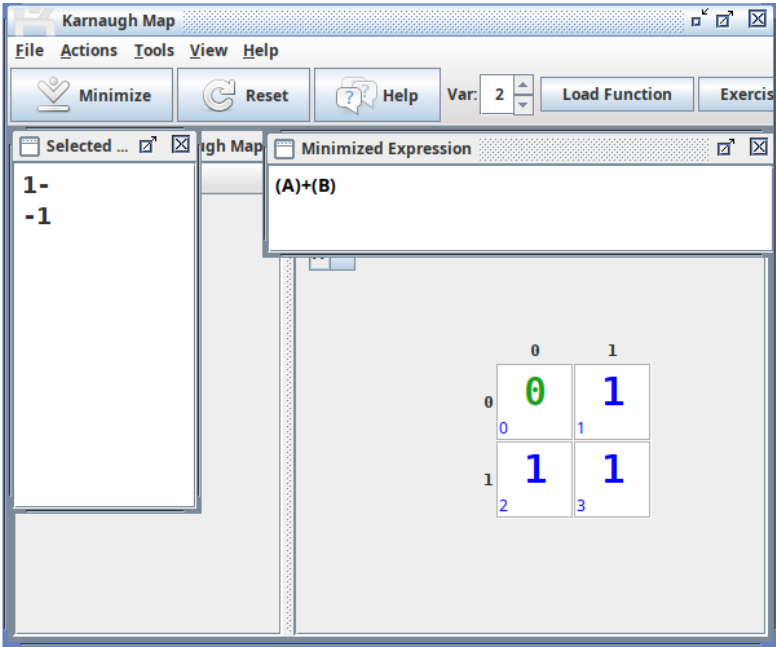 Karnaugh Map
File Actions Tools View Help
Minimize Reset Help Var: 2 Load Function Exercis
Selected ... ugh Map Minimized Expression
1-
-1
(A)+(B)
0 1
0 0 1
0 1
1 1 1
2 3